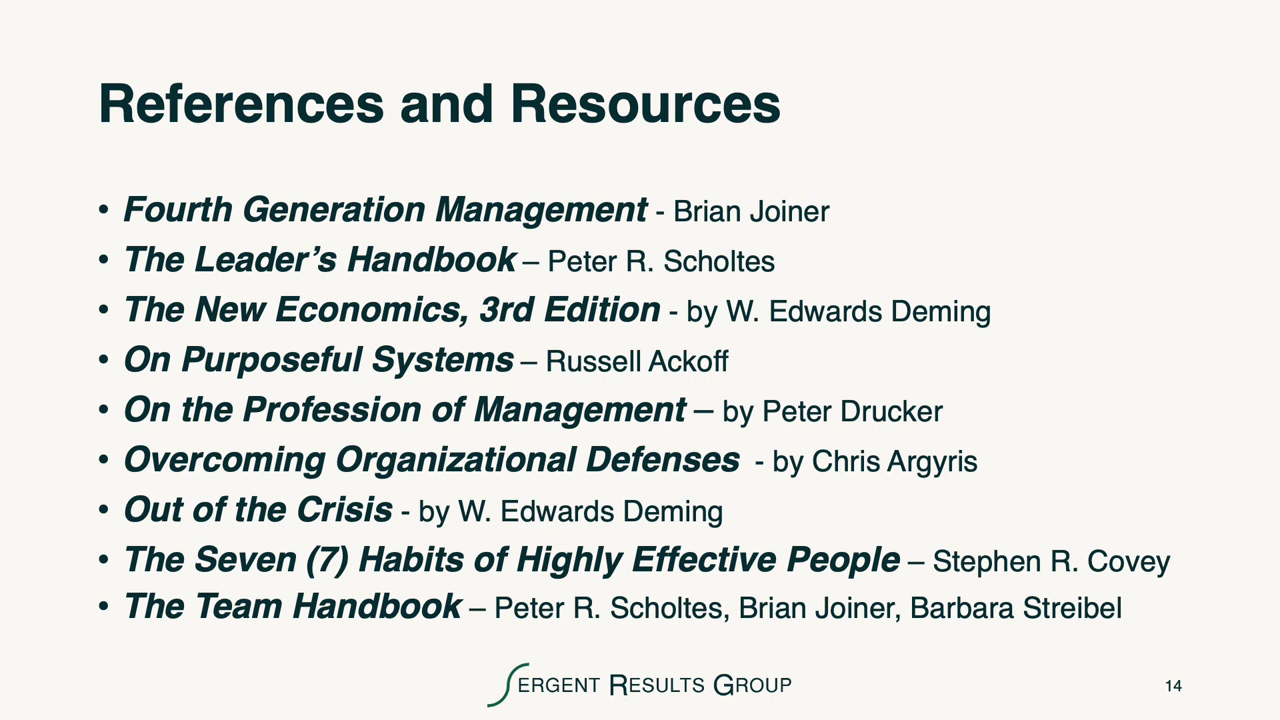 References and Resources
• Fourth Generation Management - Brian Joiner
• The Leader’s Handbook – Peter R. Scholtes
• The New Economics, 3rd Edition - by W. Edwards Deming
• On Purposeful Systems – Russell Ackoff
• On the Profession of Management – by Peter Drucker
• Overcoming Organizational Defenses - by Chris Argyris
• Out of the Crisis - by W. Edwards Deming
• The Seven (7) Habits of Highly Effective People – Stephen R. Covey
• The Team Handbook – Peter R. Scholtes, Brian Joiner, Barbara Streibel
SERGENT RESULTS GROUP
14